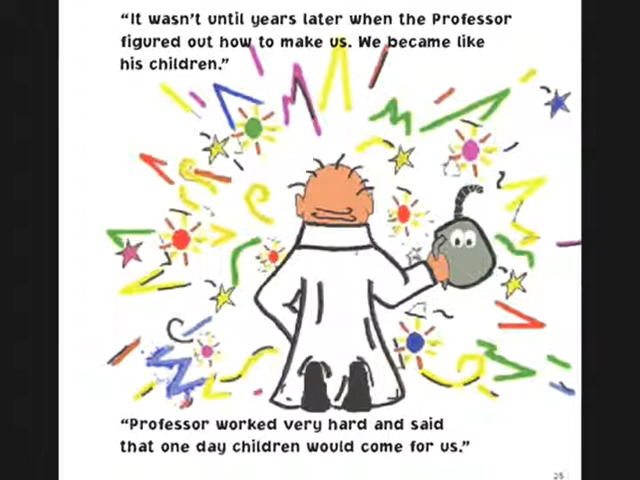 “It wasn’t until years later when the Professor
figured out how to make us. We became like
his children.”
“Professor worked very hard and said
that one day children would come for us.”
25